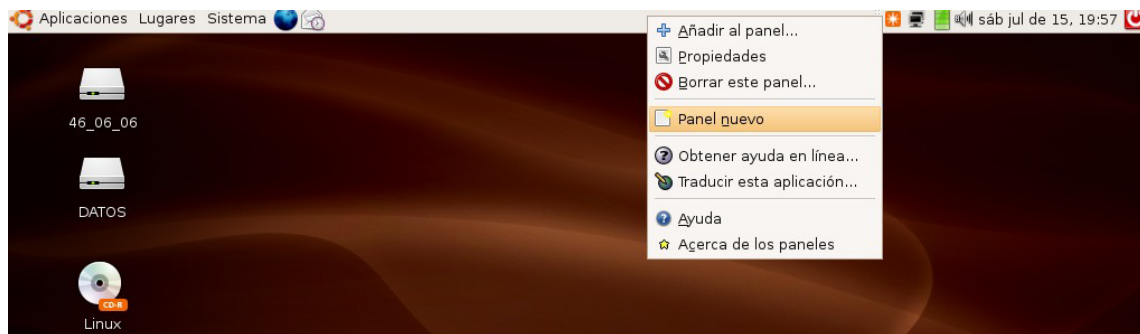 Aplicaciones Lugares Sistema
sáb jul de 15, 19:57
Añadir al panel...
Propiedades
Borrar este panel...
Panel nuevo
Obtener ayuda en línea...
Traducir esta aplicación...
Ayuda
Acerca de los paneles
46_06_06
DATOS
CD-R
Linux